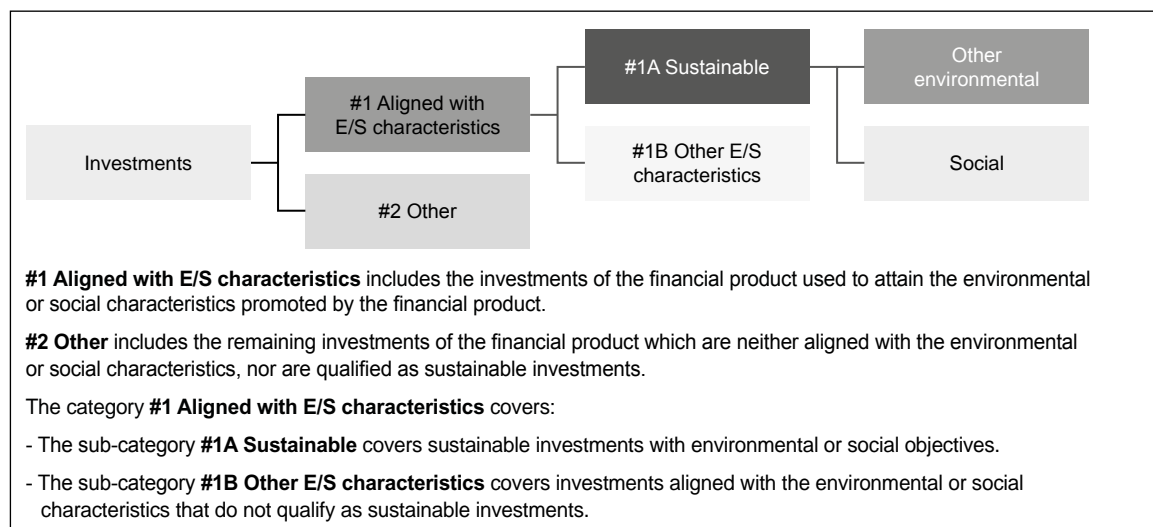 Investments
#1 Aligned with
E/S characteristics
#2 Other
#1A Sustainable
#1B Other E/S
characteristics
Other
environmental
Social
#1 Aligned with E/S characteristics includes the investments of the financial product used to attain the environmental
or social characteristics promoted by the financial product.
#2 Other includes the remaining investments of the financial product which are neither aligned with the environmental
or social characteristics, nor are qualified as sustainable investments.
The category #1 Aligned with E/S characteristics covers:
- The sub-category #1A Sustainable covers sustainable investments with environmental or social objectives.
- The sub-category #1B Other E/S characteristics covers investments aligned with the environmental or social
characteristics that do not qualify as sustainable investments.